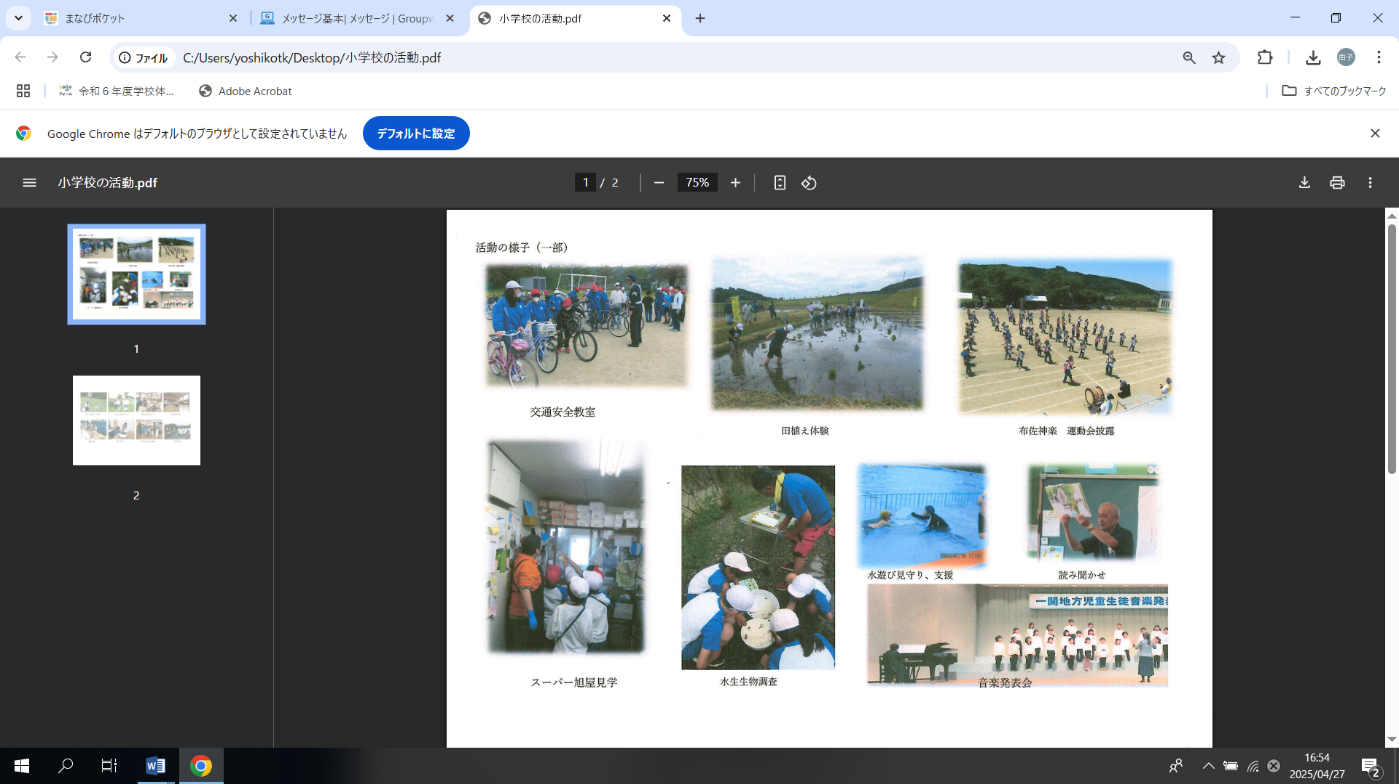 まなびポケット
メッセージ基本| メッセージ | Groupw
小学校の活動.pdf
ファイル
C:/Users/yoshikotk/Desktop/小学校の活動.pdf
由子
令和 6 年度学校体...
Adobe Acrobat
すべてのブックマーク
Google Chrome はデフォルトのブラウザとして設定されていません
デフォルトに設定
小学校の活動.pdf
1 / 2
75%
1
2
活動の様子（一部）
交通安全教室
田植え体験
布佐神楽　運動会披露
スーパー旭屋見学
水生生物調査
水遊び見守り、支援
読み聞かせ
一関地方児童生徒音楽発表
音楽発表会
16:54
2025/04/27
2